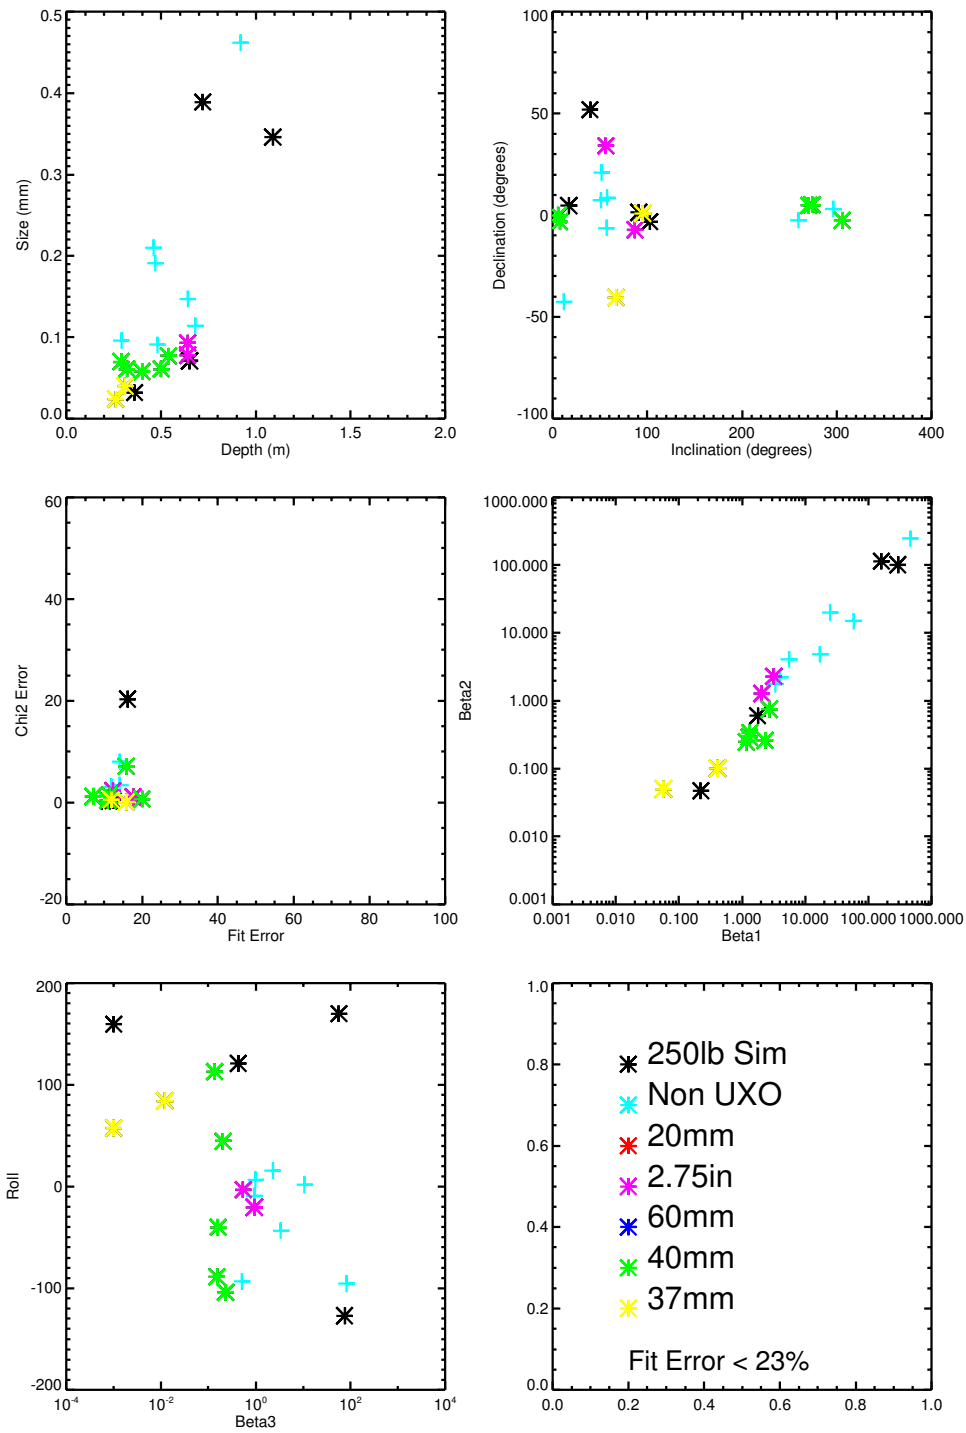 0.5
0.4
0.3
0.2
0.1
0.0
Size (mm)
0.0 0.5 1.0 1.5 2.0
Depth (m)
100
50
0
-50
-100
Declination (degrees)
0 100 200 300 400
Inclination (degrees)
60
40
20
0
-20
Chi2 Error
0 20 40 60 80 100
Fit Error
1000.000
100.000
10.000
1.000
0.100
0.010
0.001
Beta2
0.001 0.010 0.100 1.000 10.000 100.000 1000.000
Beta1
200
100
0
-100
-200
Roll
10-4 10-2 100 102 104
Beta3
1.0
0.8
0.6
0.4
0.2
0.0
250lb Sim
Non UXO
20mm
2.75in
60mm
40mm
37mm
Fit Error < 23%
0.0 0.2 0.4 0.6 0.8 1.0